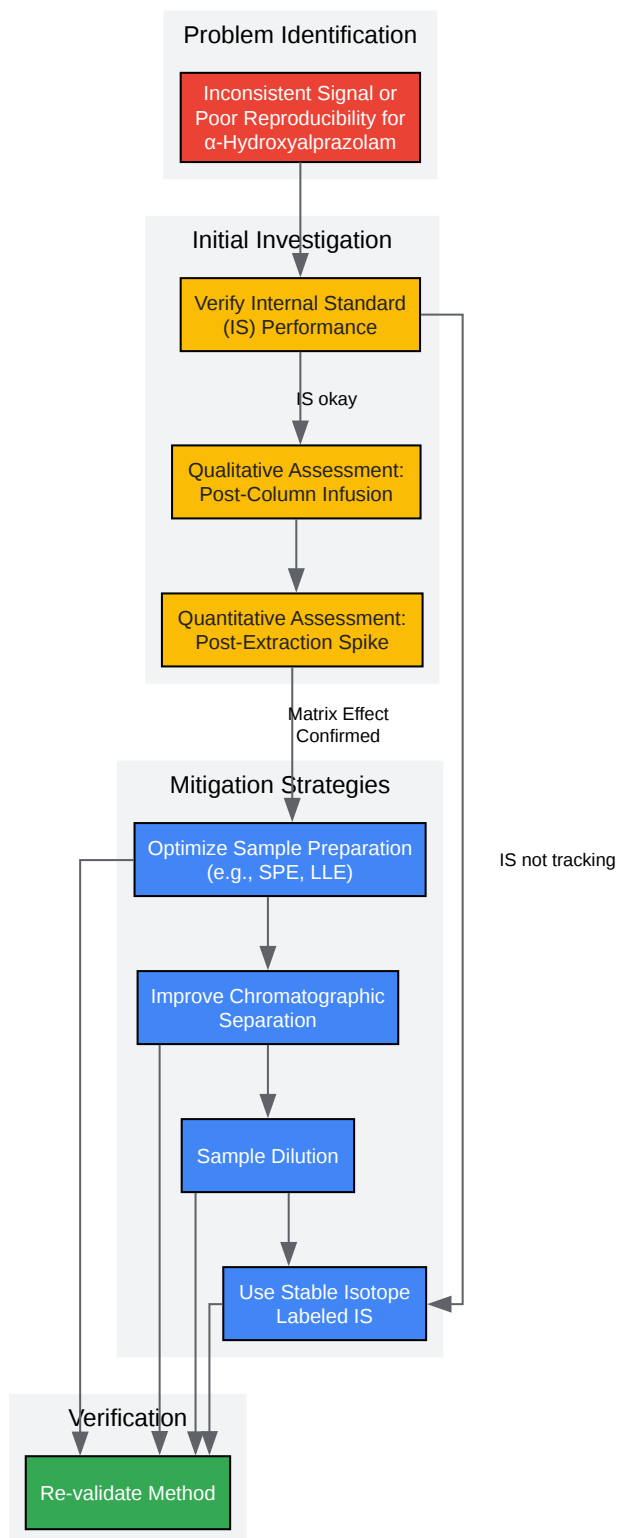 Problem Identification
Inconsistent Signal or
Poor Reproducibility for
α-Hydroxyalprazolam
Initial Investigation
Verify Internal Standard
(IS) Performance
IS okay
Qualitative Assessment:
Post-Column Infusion
Quantitative Assessment:
Post-Extraction Spike
Matrix Effect
Confirmed
Mitigation Strategies
Optimize Sample Preparation
(e.g., SPE, LLE)
IS not tracking
Improve Chromatographic
Separation
Sample Dilution
Use Stable Isotope
Labeled IS
Verification
Re-validate Method